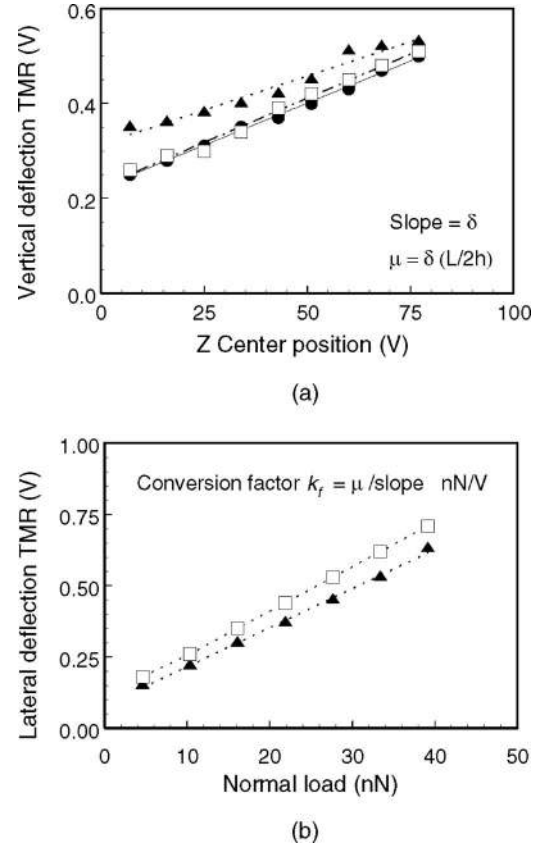 Vertical deflection TMR (V)
0.6
0.4
0.2
0.0
Slope = δ
μ = δ (L/2h)
0 25 50 75 100
Z Center position (V)
(a)
Lateral deflection TMR (V)
1.00
0.75
0.50
0.25
0.00
Conversion factor kf = μ /slope nN/V
0 10 20 30 40 50
Normal load (nN)
(b)